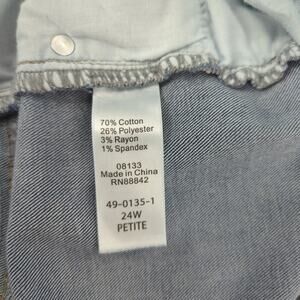 70% Cotton
26% Polyester
3% Rayon
1% Spandex
08133
Made in China
RN88842
49-0135-1
24W
PETITE